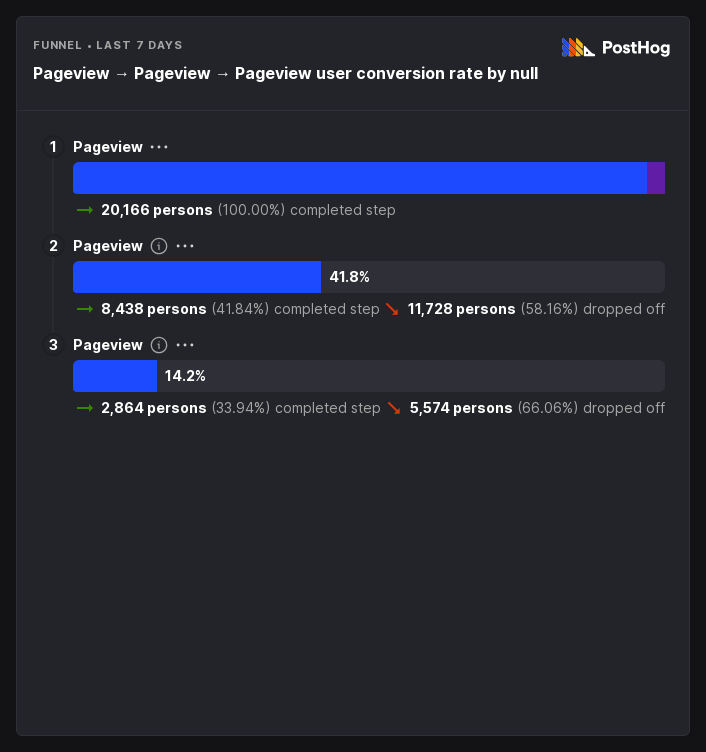 FUNNEL • LAST 7 DAYS
PostHog
Pageview → Pageview → Pageview user conversion rate by null
1 Pageview ···
→ 20,166 persons (100.00%) completed step
2 Pageview ⓘ ···
41.8%
→ 8,438 persons (41.84%) completed step ↘ 11,728 persons (58.16%) dropped off
3 Pageview ⓘ ···
14.2%
→ 2,864 persons (33.94%) completed step ↘ 5,574 persons (66.06%) dropped off